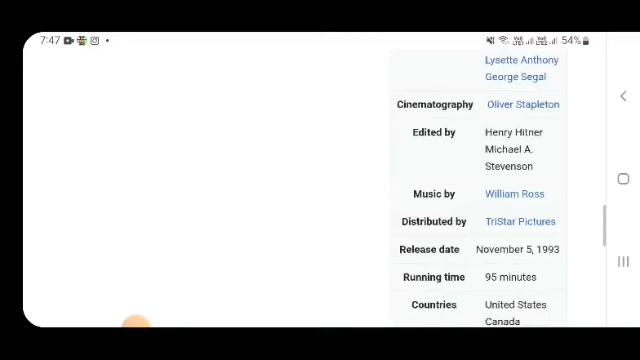 7:47 54%
Lysette Anthony
George Segal
Cinematography Oliver Stapleton
Edited by Henry Hitner
Michael A.
Stevenson
Music by William Ross
Distributed by TriStar Pictures
Release date November 5, 1993
Running time 95 minutes
Countries United States
Canada